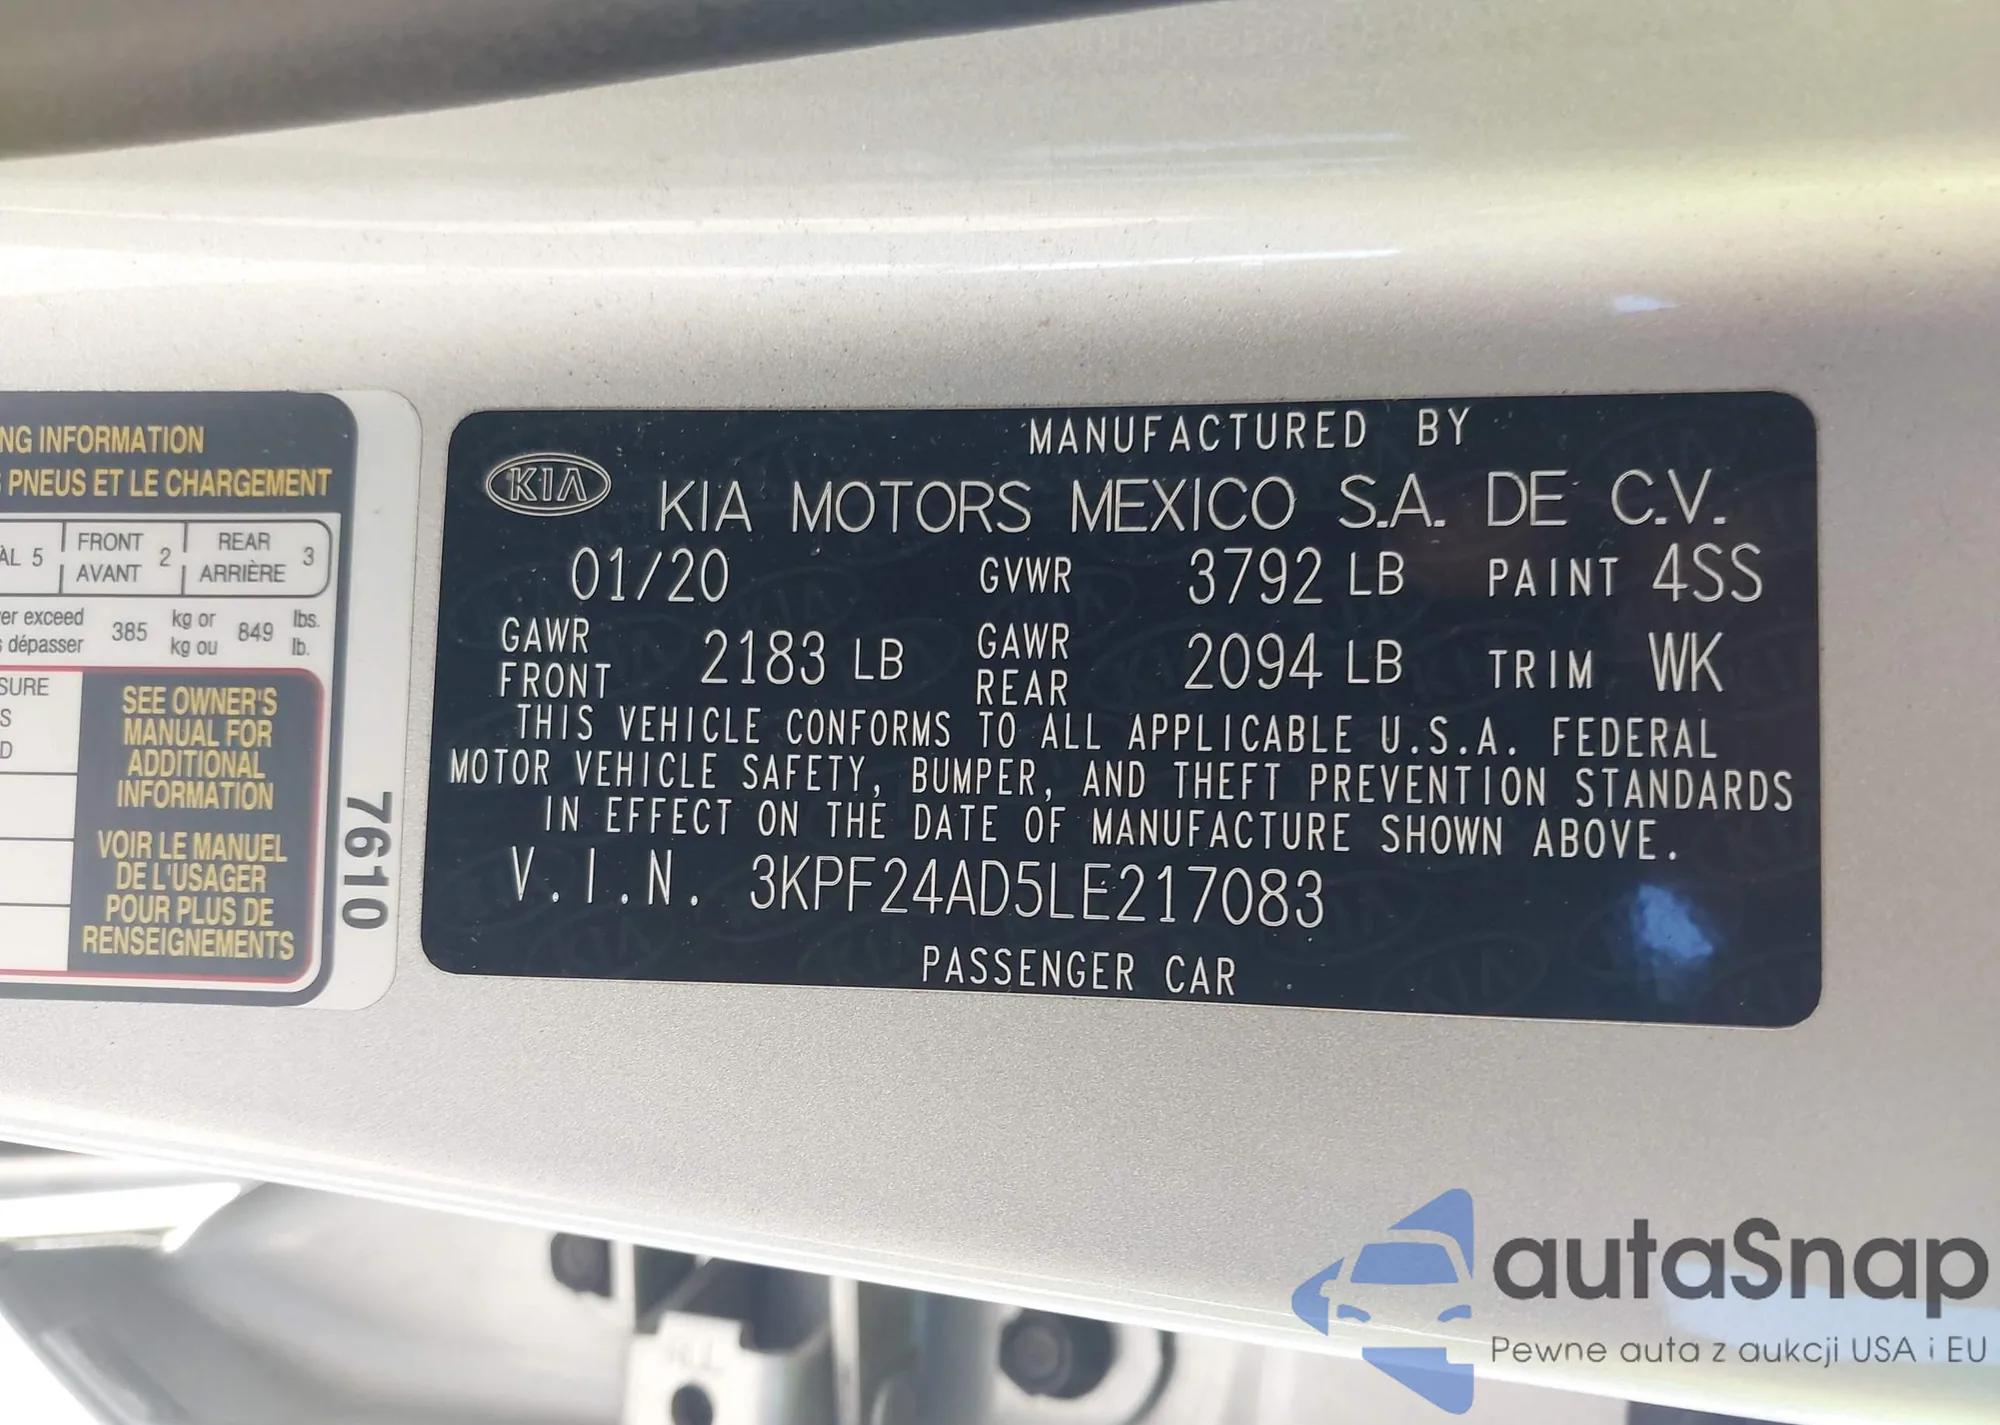 NG INFORMATION
PNEUS ET LE CHARGEMENT
AL 5 FRONT 2 REAR 3
AVANT ARRIÈRE
er exceed 385 kg or 849 lbs.
dépasser kg ou lb.
SURE
S
D
SEE OWNER'S
MANUAL FOR
ADDITIONAL
INFORMATION
VOIR LE MANUEL
DE L'USAGER
POUR PLUS DE
RENSEIGNEMENTS
7610
MANUFACTURED BY
KIA KIA MOTORS MEXICO S.A. DE C.V.
01/20 GVWR 3792 LB PAINT 4SS
GAWR FRONT 2183 LB GAWR REAR 2094 LB TRIM WK
THIS VEHICLE CONFORMS TO ALL APPLICABLE U.S.A. FEDERAL
MOTOR VEHICLE SAFETY, BUMPER, AND THEFT PREVENTION STANDARDS
IN EFFECT ON THE DATE OF MANUFACTURE SHOWN ABOVE.
V.I.N. 3KPF24AD5LE217083
PASSENGER CAR
autaSnap
Pewne auta z aukcji USA i EU